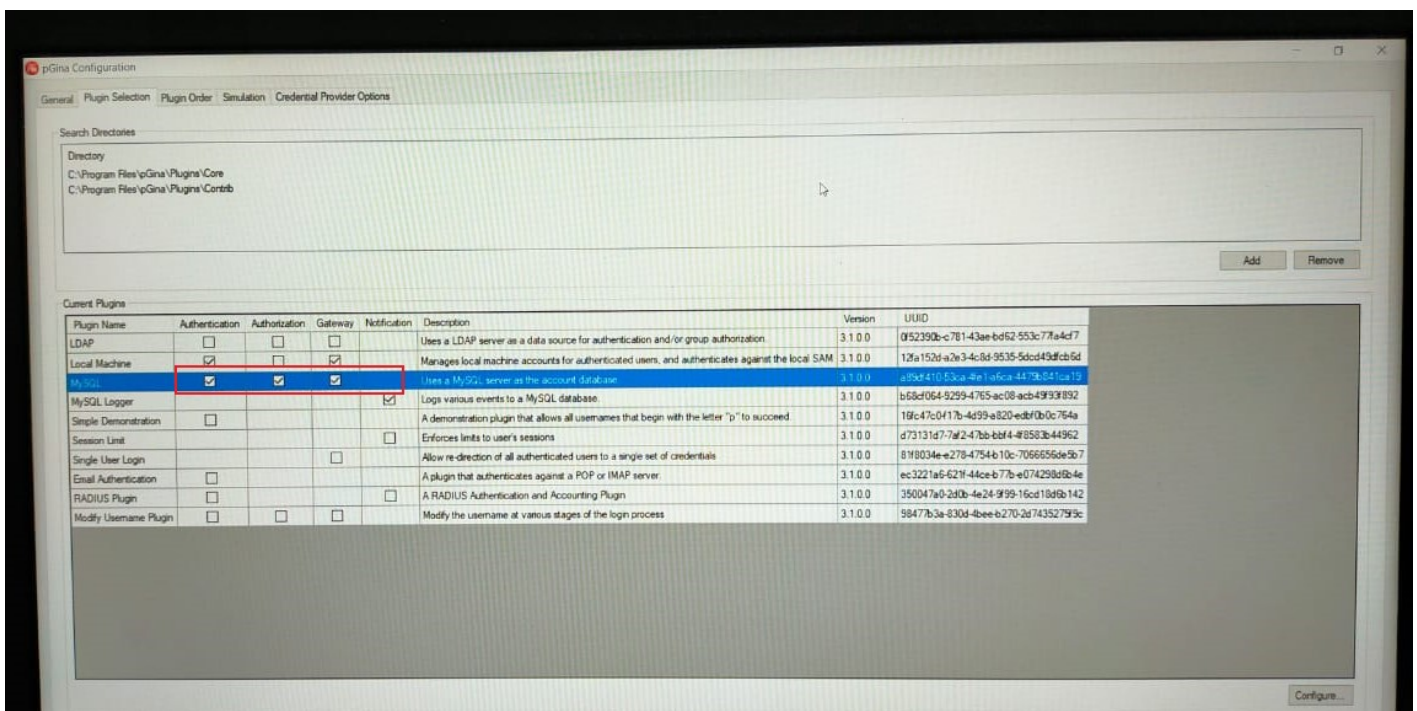 pGina Configuration
General Plugin Selection Plugin Order Simulation Credential Provider Options
Search Directories
Directory
C:\Program Files\pGina\Plugins\Core
C:\Program Files\pGina\Plugins\Contrib
Add Remove
Current Plugins
Plugin Name Authentication Authorization Gateway Notification Description Version UUID
LDAP Uses a LDAP server as a data source for authentication and/or group authorization. 3.1.0.0 0f52390b-c781-43ae-bd62-553c77fa4cf7
Local Machine Manages local machine accounts for authenticated users, and authenticates against the local SAM 3.1.0.0 12fa152d-a2e3-4c8d-9535-5dcd49dfcb6d
MySQL Uses a MySQL server as the account database. 3.1.0.0
MySQL Logger Logs various events to a MySQL database. 3.1.0.0 b68cf064-9299-4765-ac08-acb49f93f892
Simple Demonstration A demonstration plugin that allows all usernames that begin with the letter "p" to succeed. 3.1.0.0 16fc47c0-f17b-4d99-a820-edbf0b0c764a
Session Limit Enforces limits to user's sessions 3.1.0.0 d73131d7-7af2-47bb-bbf4-4f8583b44962
Single User Login Allow re-direction of all authenticated users to a single set of credentials 3.1.0.0 81f8034e-e278-4754-b10c-7066656de5b7
Email Authentication A plugin that authenticates against a POP or IMAP server. 3.1.0.0 ec3221a6-621f-44ce-b77b-e074298d6b4e
RADIUS Plugin A RADIUS Authentication and Accounting Plugin 3.1.0.0 350047a0-2d0b-4e24-9f99-16cd18d6b142
Modify Username Plugin Modify the username at various stages of the login process 3.1.0.0 98477b3a-830d-4bee-b270-2d7435275f9c
Configure...